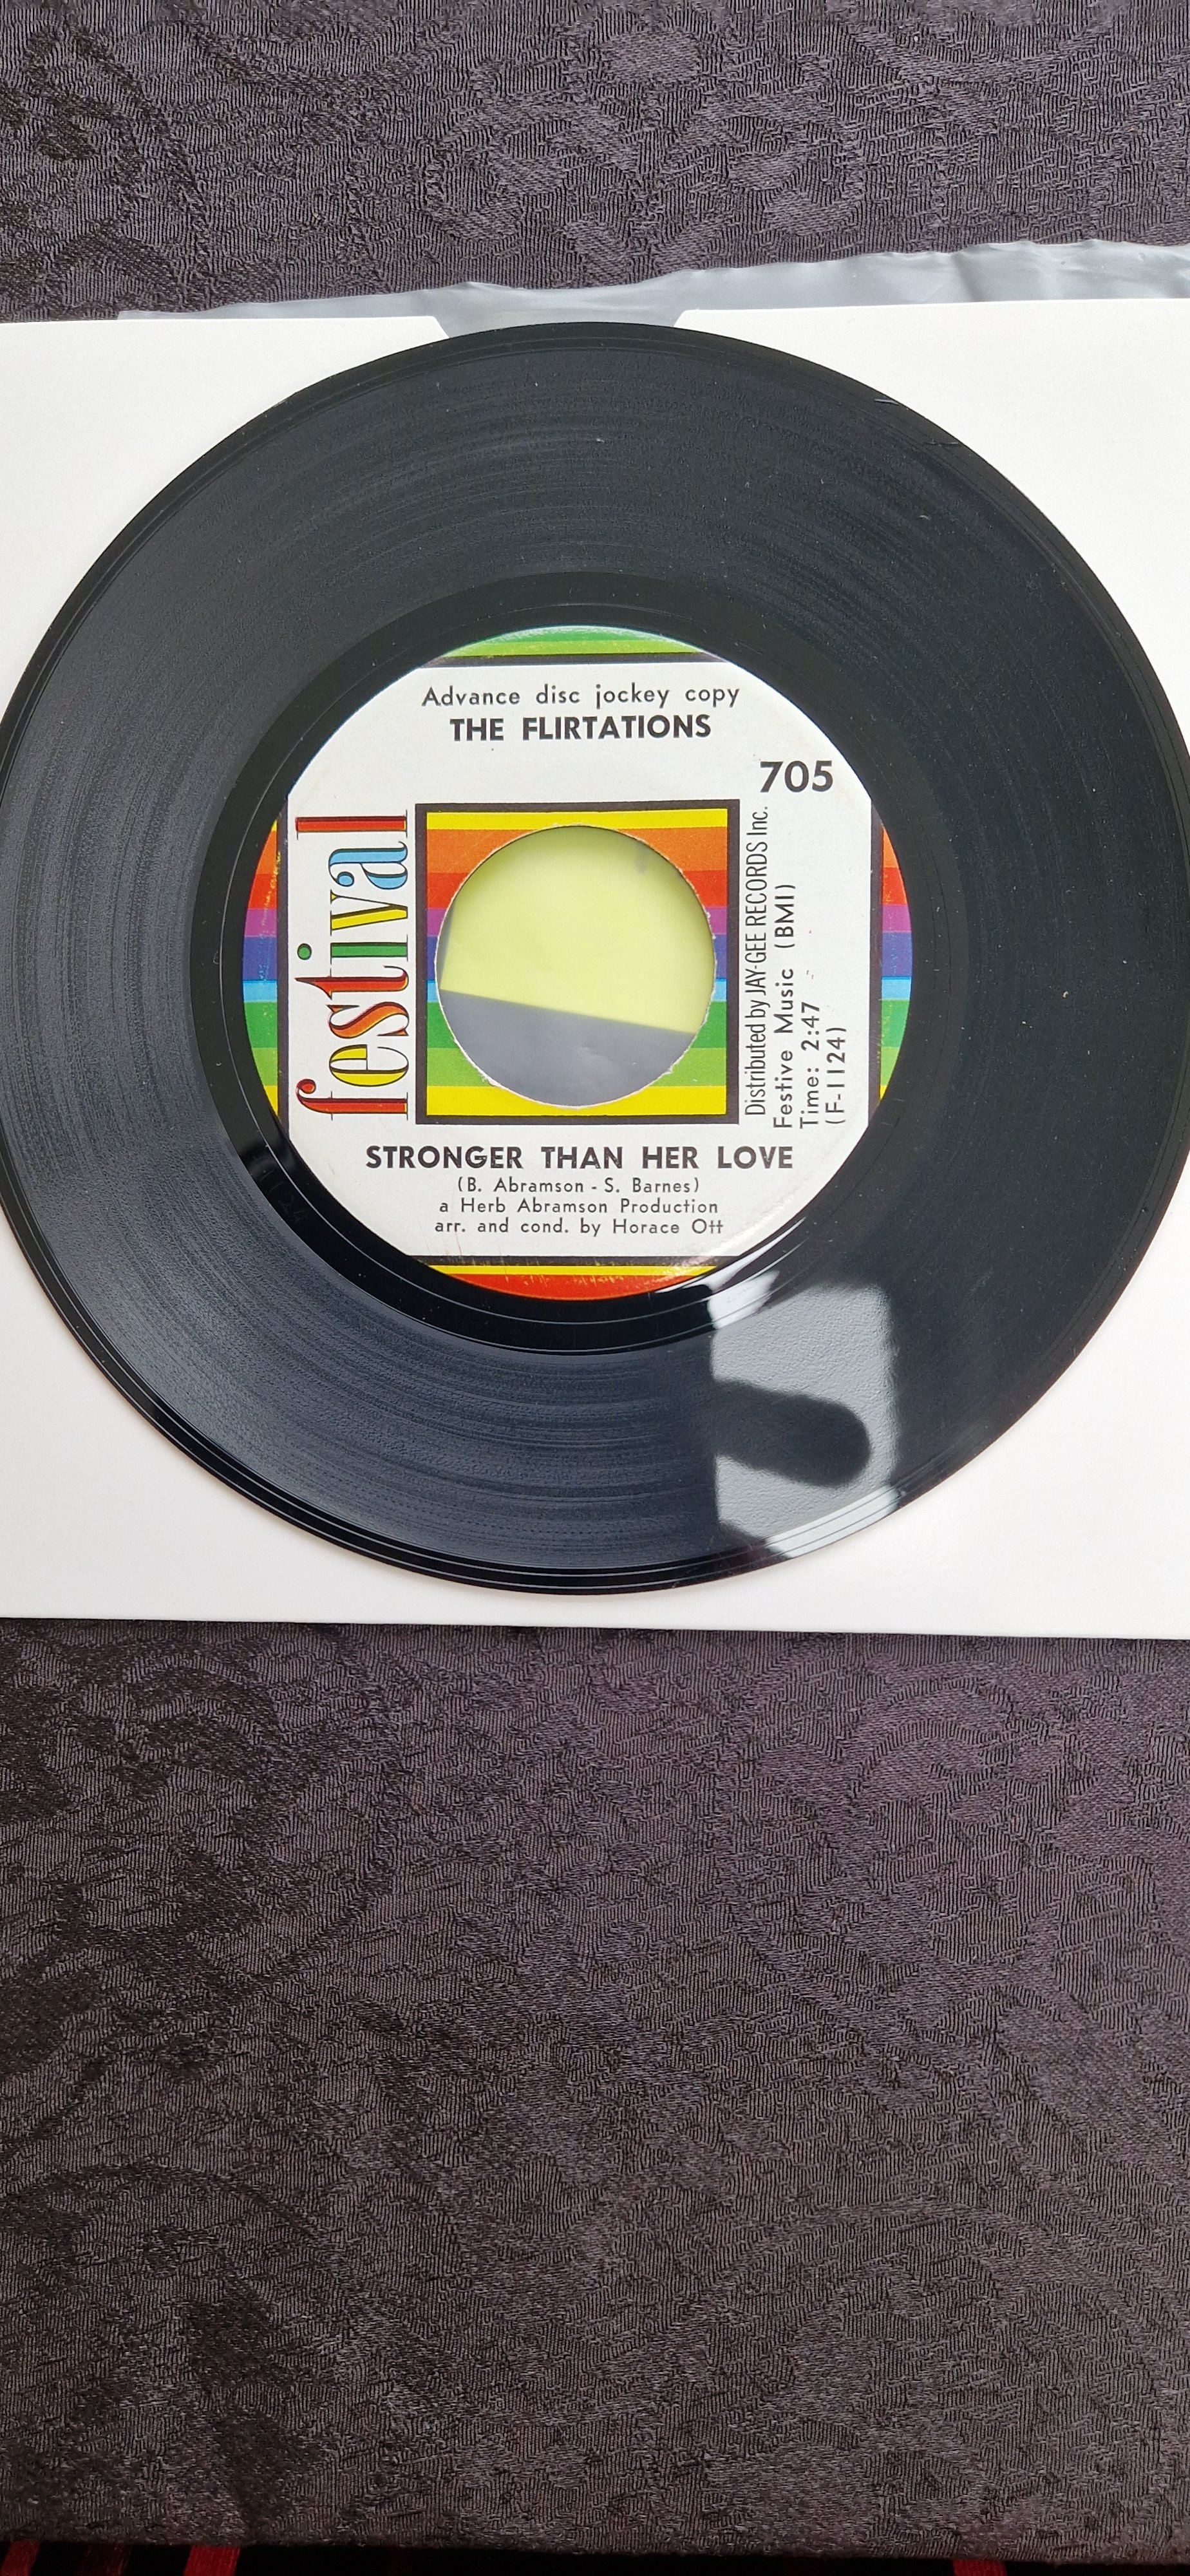 Advance disc jockey copy
THE FLIRTATIONS
705
festival
Distributed by JAY-GEE RECORDS Inc.
Festive Music (BMI)
Time: 2:47
(F-1124)
STRONGER THAN HER LOVE
(B. Abramson - S. Barnes)
a Herb Abramson Production
arr. and cond. by Horace Ott